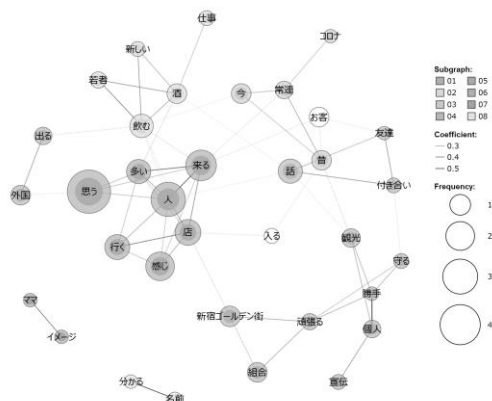 仕事
新しい
コロナ
若者
酒
今
常連
お客
飲む
出る
友達
昔
多い
来る
話
付き合い
外国
思う
人
行く
店
入る
観光
感じ
守る
ママ
勝手
新宿ゴールデン街
頑張る
イメージ
個人
組合
宣伝
分かる
名前
Subgraph:
01 05
02 06
03 07
04 08
Coefficient:
0.3
0.4
0.5
Frequency:
1
2
3
4